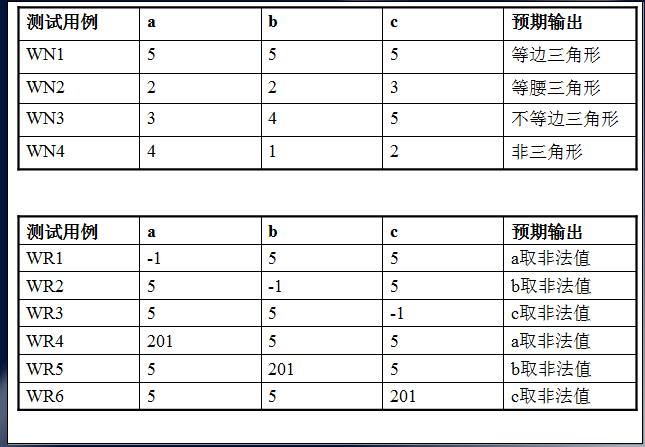 测试用例 a b c 预期输出
WN1 5 5 5 等边三角形
WN2 2 2 3 等腰三角形
WN3 3 4 5 不等边三角形
WN4 4 1 2 非三角形
测试用例 a b c 预期输出
WR1 -1 5 5 a取非法值
WR2 5 -1 5 b取非法值
WR3 5 5 -1 c取非法值
WR4 201 5 5 a取非法值
WR5 5 201 5 b取非法值
WR6 5 5 201 c取非法值